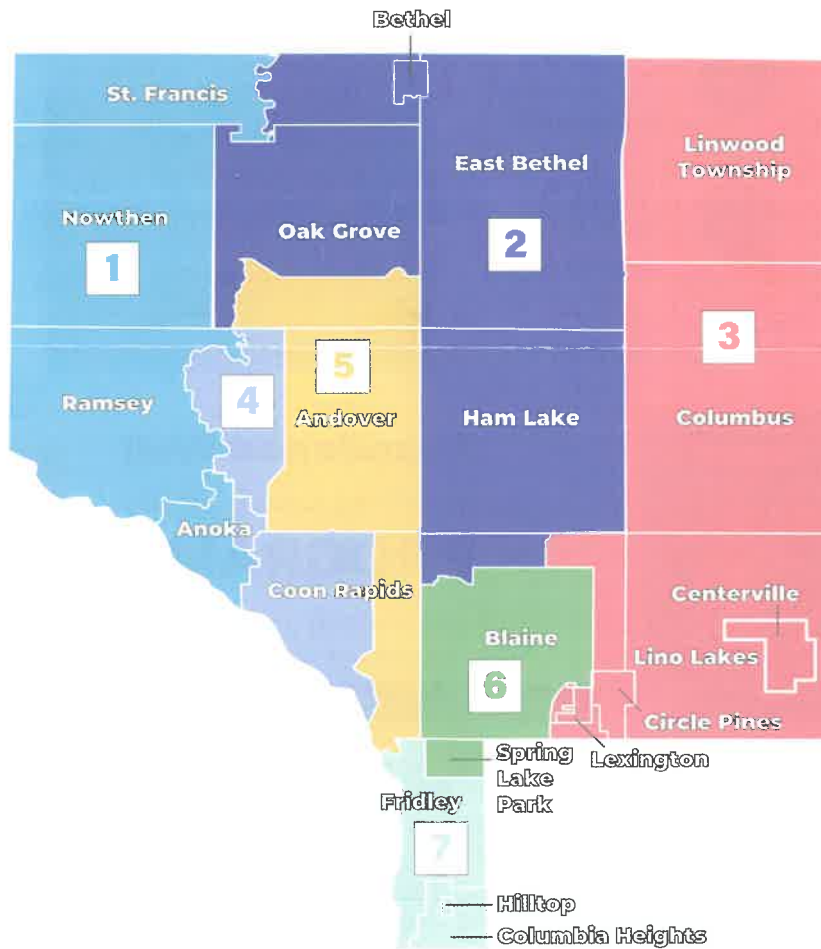 Bethel
St. Francis
East Bethel
Linwood
Township
Nowthen
1
Oak Grove
2
3
5
4
Ramsey
Andover
Ham Lake
Columbus
Anoka
Coon Rapids
Centerville
Blaine
Lino Lakes
6
Circle Pines
Spring
Lake
Park
Lexington
Fridley
7
Hilltop
Columbia Heights